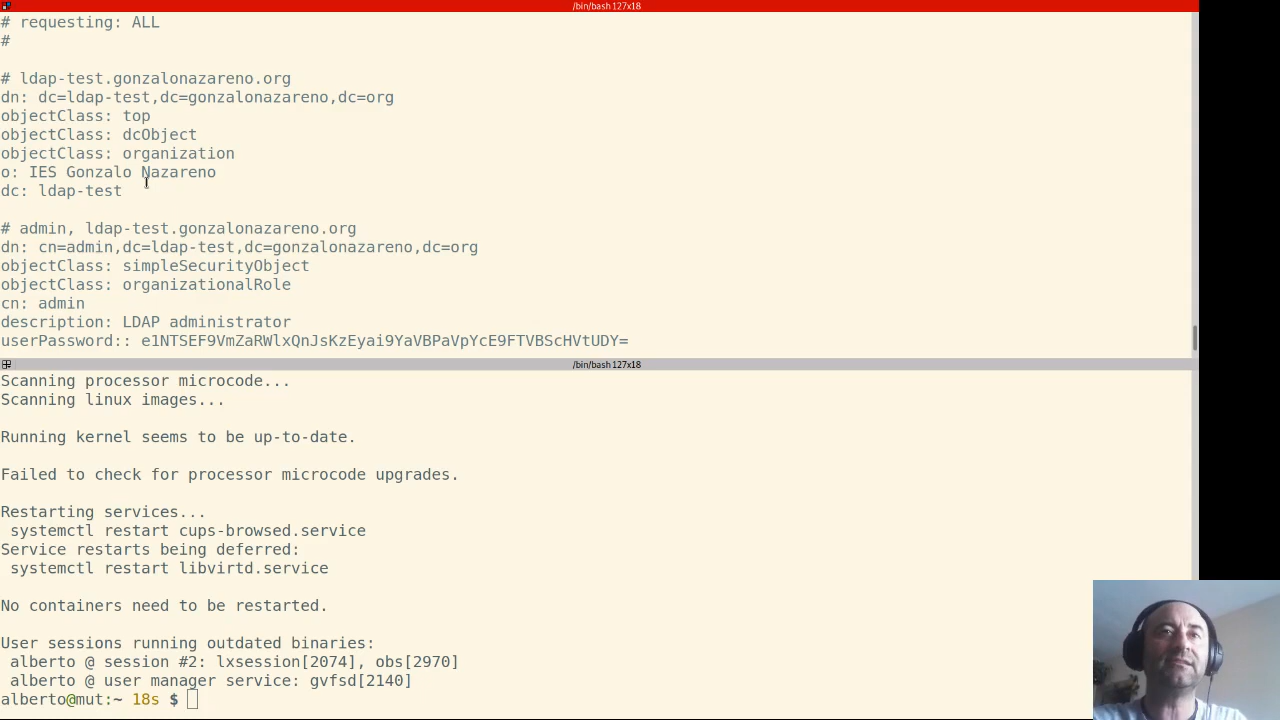 /bin/bash 127x18
# requesting: ALL
#
# ldap-test.gonzalonazareno.org
dn: dc=ldap-test,dc=gonzalonazareno,dc=org
objectClass: top
objectClass: dcObject
objectClass: organization
o: IES Gonzalo Nazareno
dc: ldap-test
# admin, ldap-test.gonzalonazareno.org
dn: cn=admin,dc=ldap-test,dc=gonzalonazareno,dc=org
objectClass: simpleSecurityObject
objectClass: organizationalRole
cn: admin
description: LDAP administrator
userPassword:: e1NTSEF9VmZaRWlxQnJsKzEyai9YaVBPaVpYcE9FTVBScHVtUDY=
/bin/bash 127x18
Scanning processor microcode...
Scanning linux images...
Running kernel seems to be up-to-date.
Failed to check for processor microcode upgrades.
Restarting services...
systemctl restart cups-browsed.service
Service restarts being deferred:
systemctl restart libvirtd.service
No containers need to be restarted.
User sessions running outdated binaries:
alberto @ session #2: lxsession[2074], obs[2970]
alberto @ user manager service: gvfsd[2140]
alberto@mut:~ 18s $